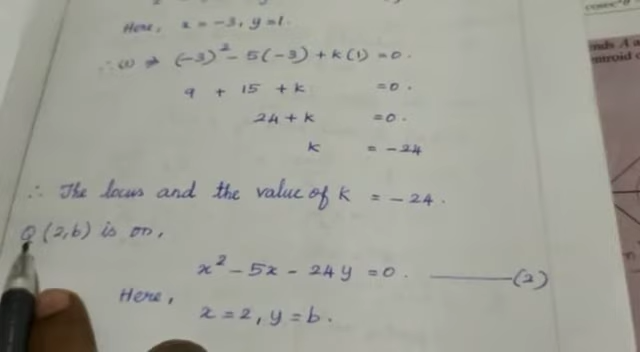 Here, x = -3, y = 1.
∴ (1) ⇒ (-3)² - 5(-3) + k(1) = 0.
9 + 15 + k = 0.
24 + k = 0.
k = -24
∴ The locus and the value of k = -24.
Q (2,b) is on,
x² - 5x - 24y = 0. ——— (2)
Here,
x = 2, y = b.